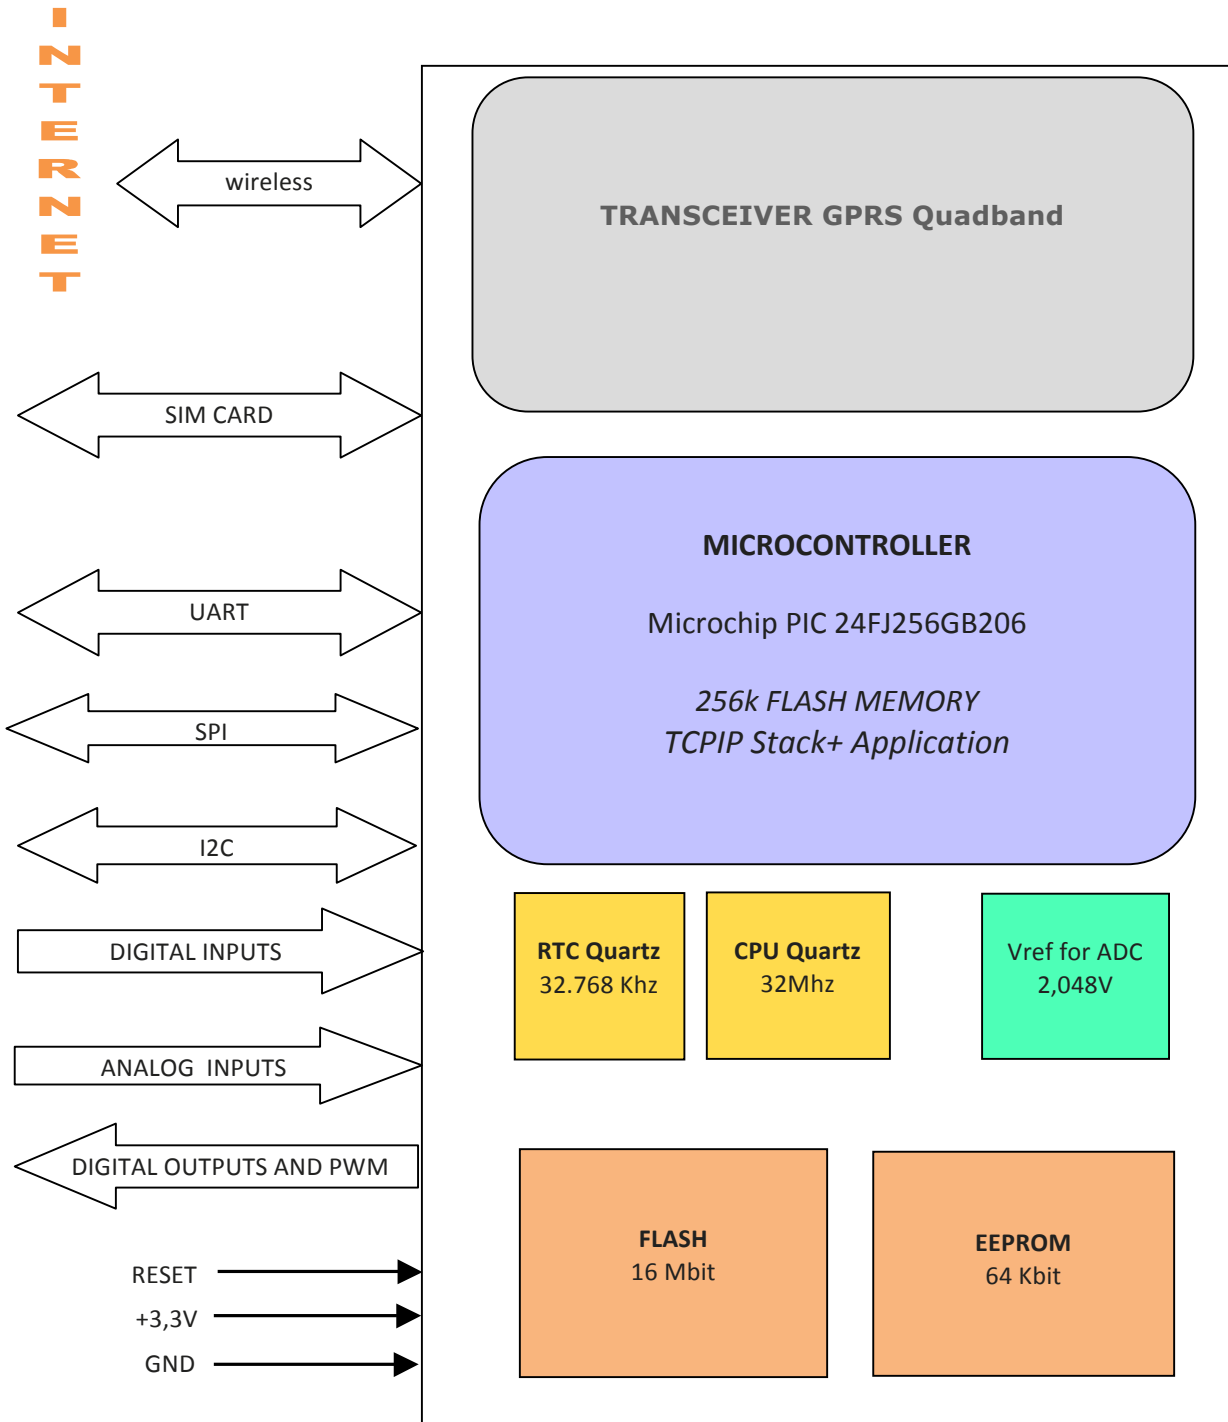 INTERNET
wireless
TRANSCEIVER GPRS Quadband
SIM CARD
MICROCONTROLLER
Microchip PIC 24FJ256GB206
256k FLASH MEMORY
TCPIP Stack+ Application
UART
SPI
I2C
DIGITAL INPUTS
RTC Quartz
32.768 Khz
CPU Quartz
32Mhz
Vref for ADC
2,048V
ANALOG  INPUTS
DIGITAL OUTPUTS AND PWM
FLASH
16 Mbit
EEPROM
64 Kbit
RESET
+3,3V
GND